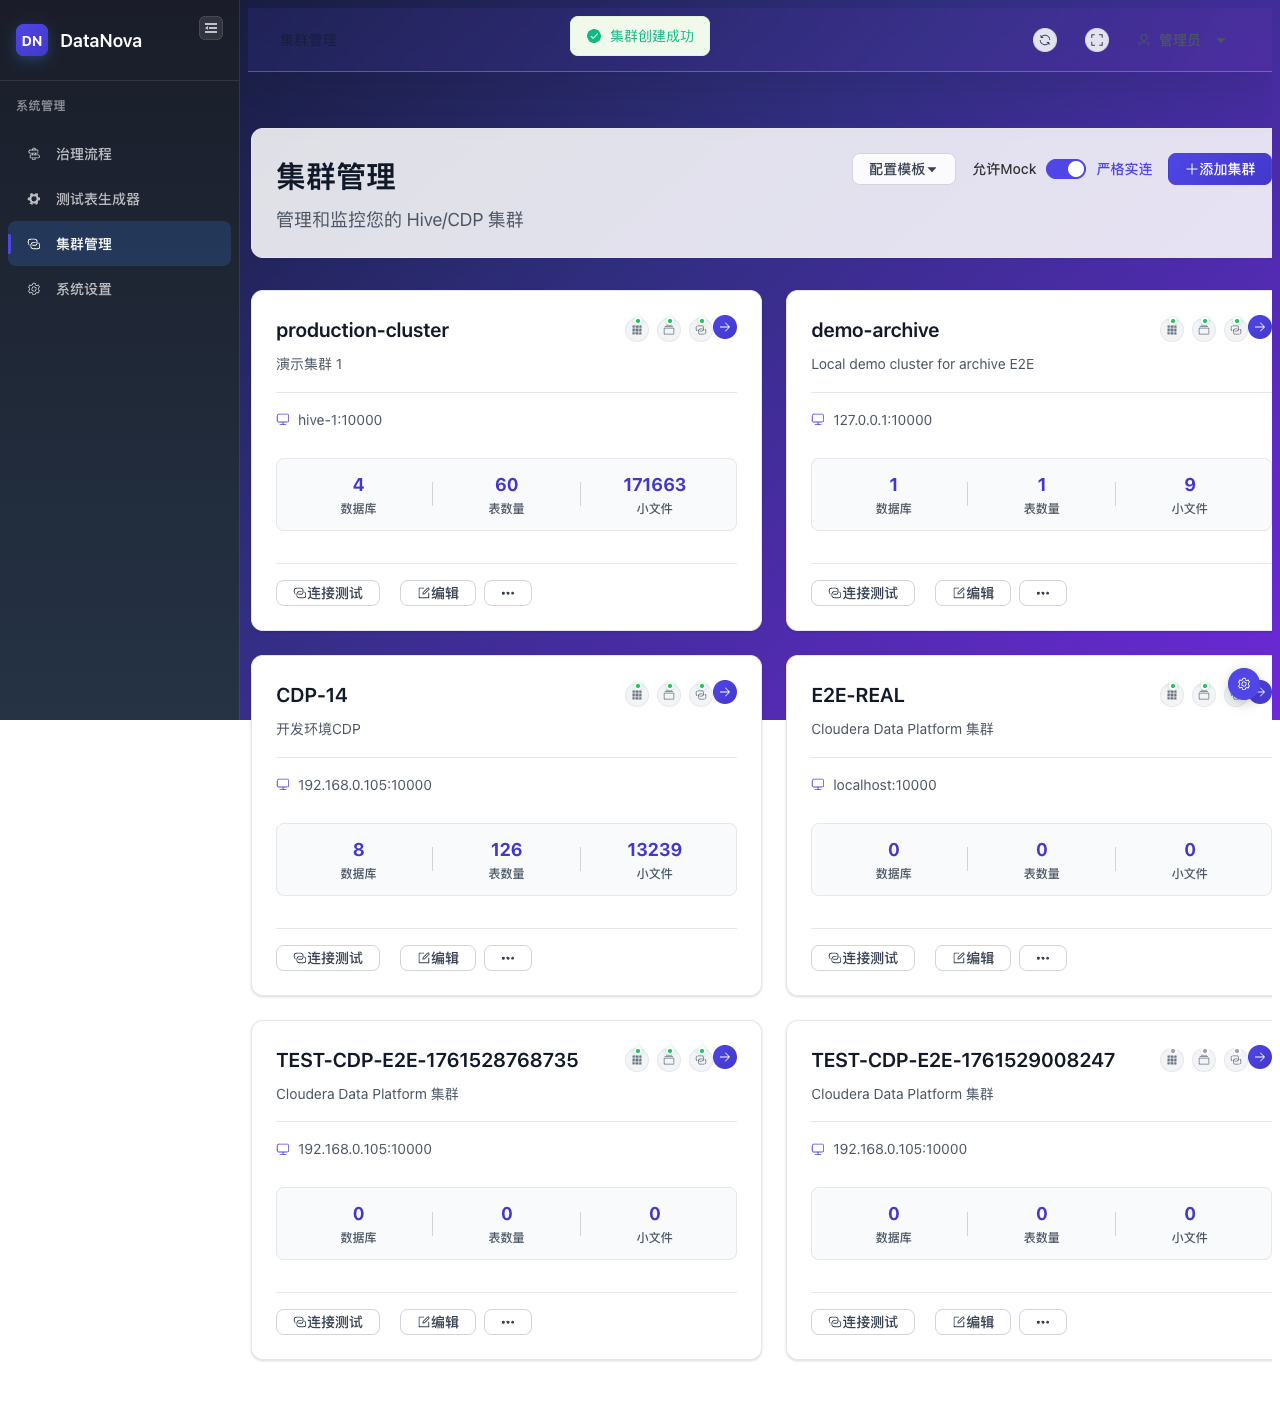 DN
DataNova
集群管理
集群创建成功
管理员
系统管理
治理流程
测试表生成器
集群管理
系统设置
集群管理
管理和监控您的 Hive/CDP 集群
配置模板
允许Mock
严格实连
添加集群
production-cluster
演示集群 1
hive-1:10000
4
60
171663
数据库
表数量
小文件
连接测试
编辑
demo-archive
Local demo cluster for archive E2E
127.0.0.1:10000
1
1
9
数据库
表数量
小文件
连接测试
编辑
CDP-14
开发环境CDP
192.168.0.105:10000
8
126
13239
数据库
表数量
小文件
连接测试
编辑
E2E-REAL
Cloudera Data Platform 集群
localhost:10000
0
0
0
数据库
表数量
小文件
连接测试
编辑
TEST-CDP-E2E-1761528768735
Cloudera Data Platform 集群
192.168.0.105:10000
0
0
0
数据库
表数量
小文件
连接测试
编辑
TEST-CDP-E2E-1761529008247
Cloudera Data Platform 集群
192.168.0.105:10000
0
0
0
数据库
表数量
小文件
连接测试
编辑